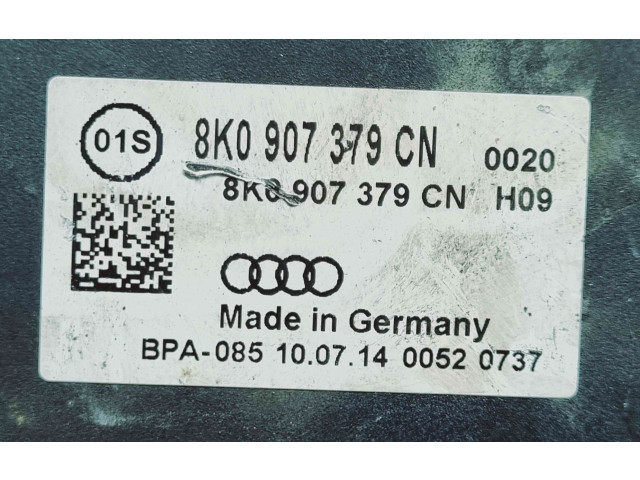 01S
8K0 907 379 CN 0020
8K0 907 379 CN H09
Made in Germany
BPA-085 10.07.14 0052 0737